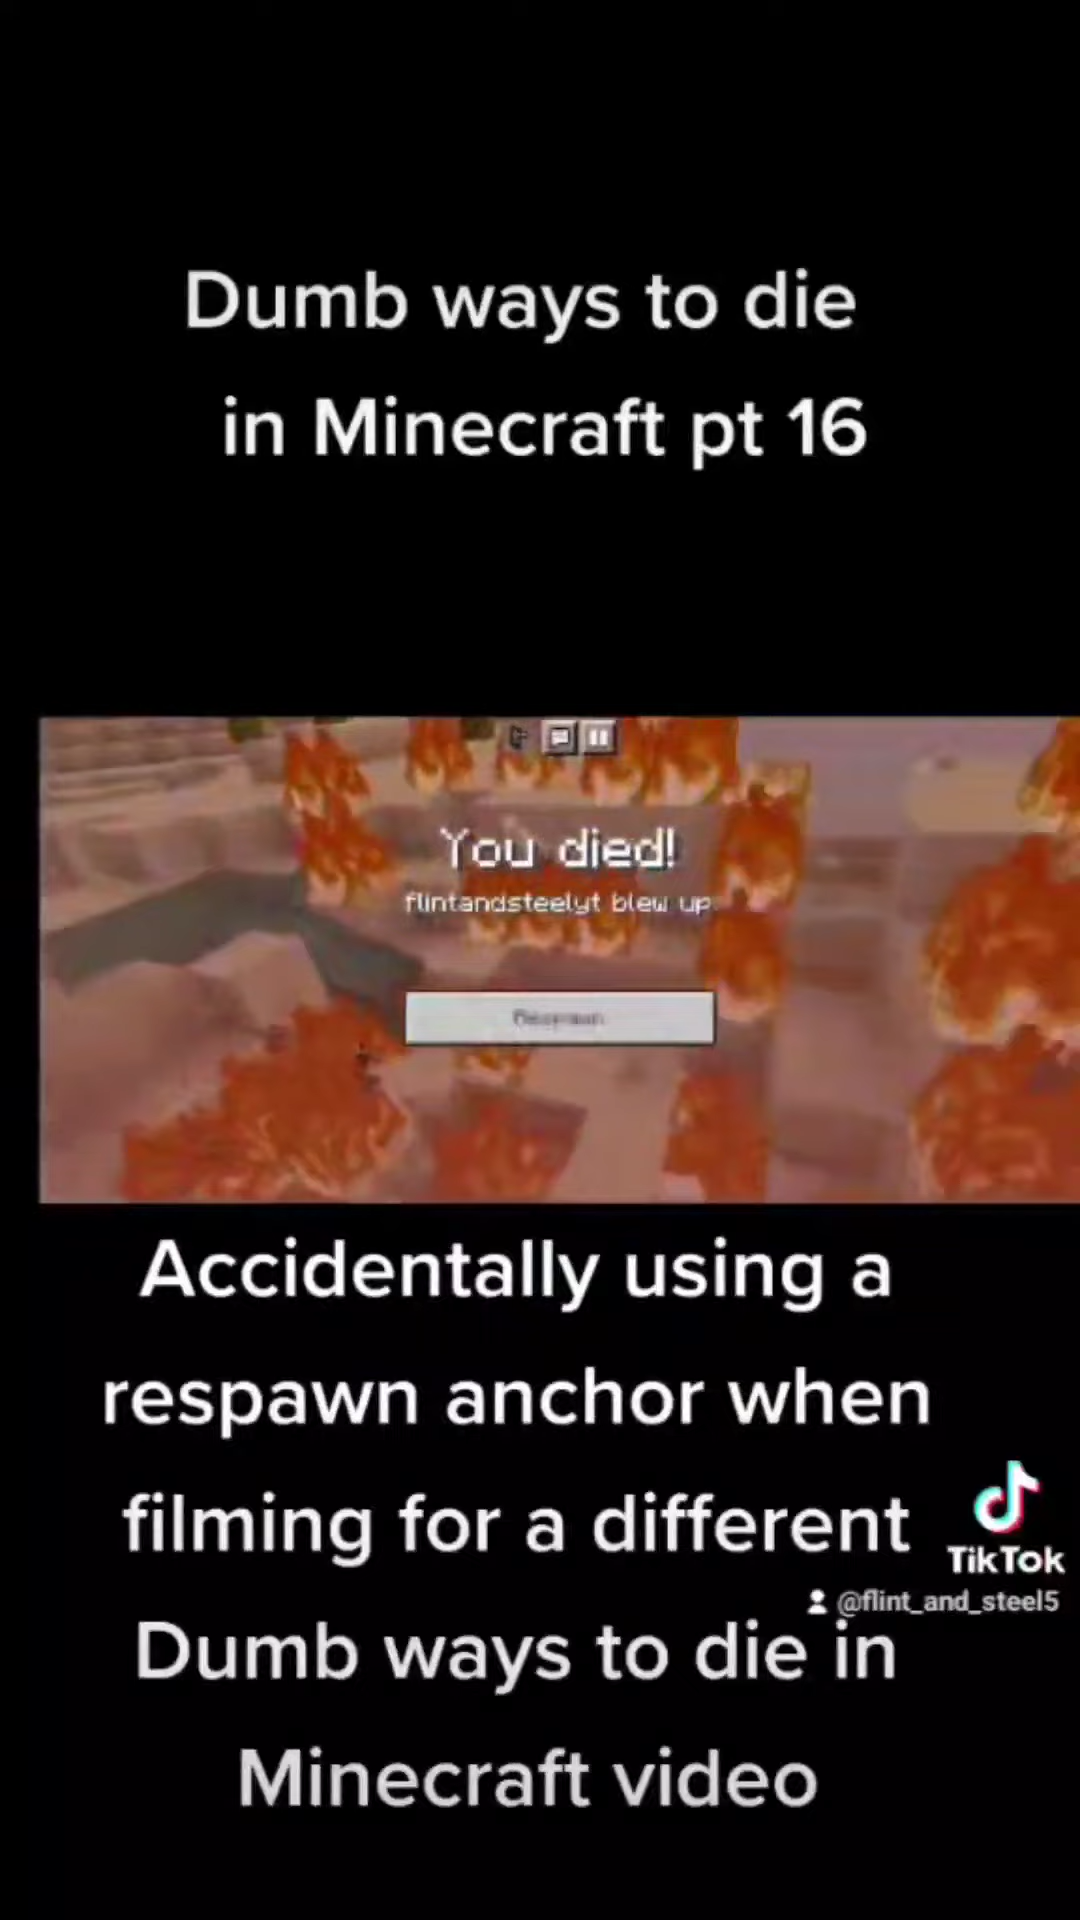 Dumb ways to die
in Minecraft pt 16
You died!
flintandsteelyt blew up
Respawn
Accidentally using a
respawn anchor when
filming for a different
TikTok
@flint_and_steel5
Dumb ways to die in
Minecraft video